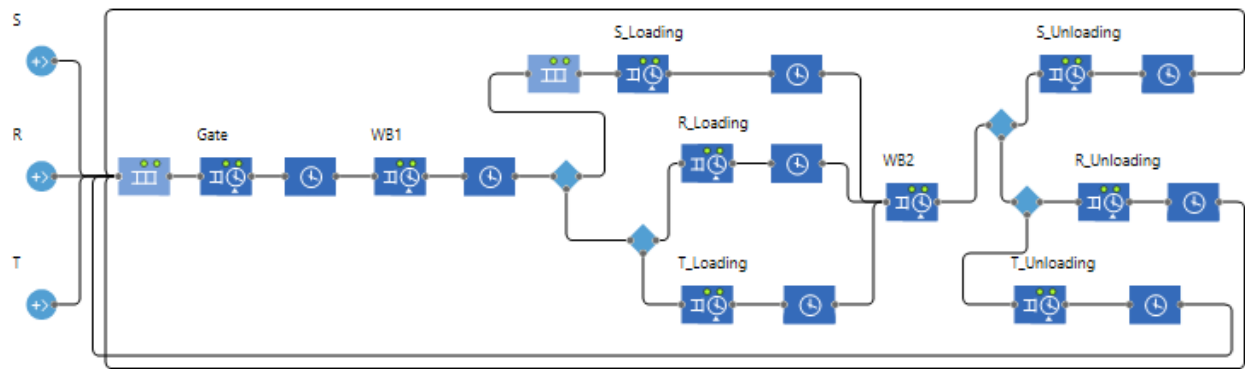 S
S_Loading
S_Unloading
R
Gate
WB1
R_Loading
WB2
R_Unloading
T
T_Loading
T_Unloading